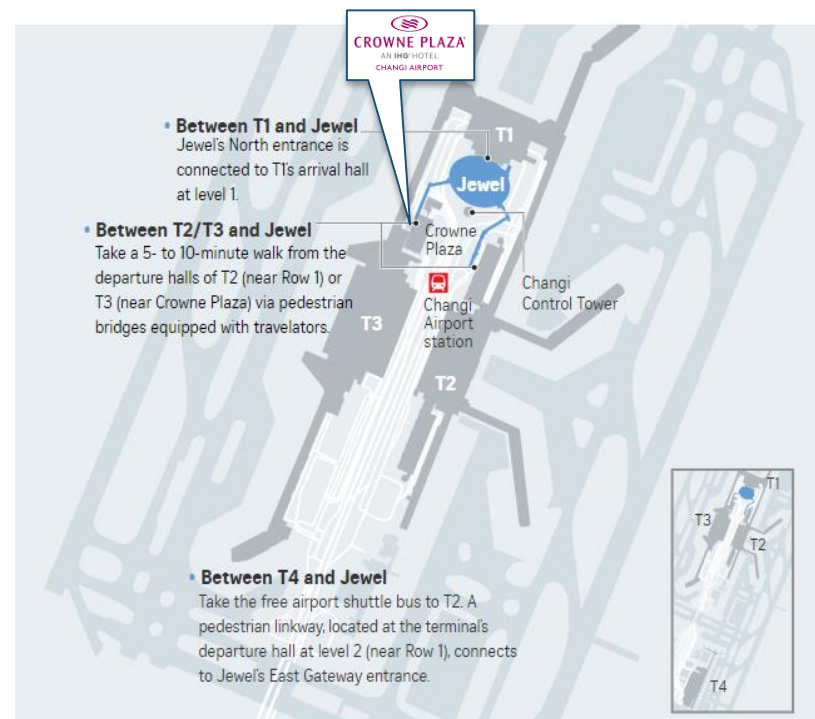 CROWNE PLAZA
AN IHG® HOTEL
CHANGI AIRPORT
• Between T1 and Jewel
Jewel's North entrance is
connected to T1's arrival hall
at level 1.
• Between T2/T3 and Jewel
Take a 5- to 10-minute walk from the
departure halls of T2 (near Row 1) or
T3 (near Crowne Plaza) via pedestrian
bridges equipped with travelators.
T1
Jewel
Crowne
Plaza
Changi
Control Tower
Changi
Airport
station
T3
T2
• Between T4 and Jewel
Take the free airport shuttle bus to T2. A
pedestrian linkway, located at the terminal's
departure hall at level 2 (near Row 1), connects
to Jewel's East Gateway entrance.
T1
T3
T2
T4